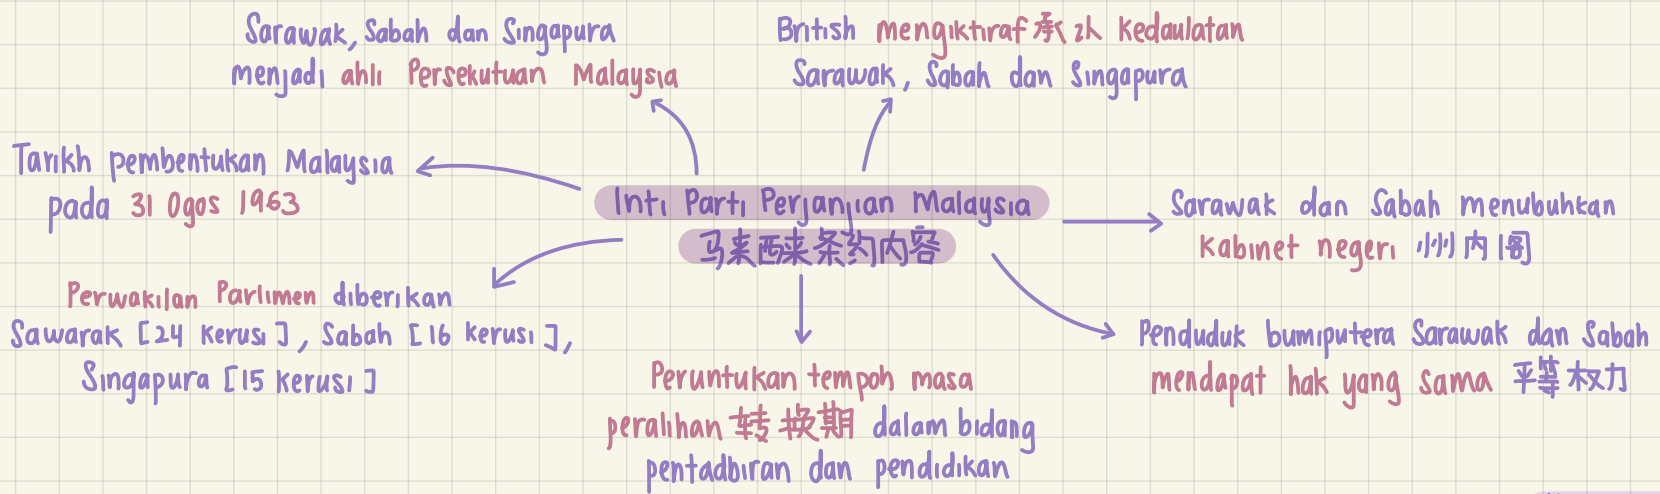 Sarawak, Sabah dan Singapura
menjadi ahli Persekutuan Malaysia
British mengiktiraf 承认 kedaulatan
Sarawak, Sabah dan Singapura
Tarikh pembentukan Malaysia
pada 31 Ogos 1963
Inti Parti Perjanjian Malaysia
马来西来条约内容
Sarawak dan Sabah menubuhkan
Kabinet negeri 州内阁
Perwakilan Parlimen diberikan
Sawarak [24 kerusi], Sabah [16 kerusi],
Singapura [15 kerusi]
Peruntukan tempoh masa
peralihan 转换期 dalam bidang
pentadbiran dan pendidikan
Penduduk bumiputera Sarawak dan Sabah
mendapat hak yang sama 平等权力